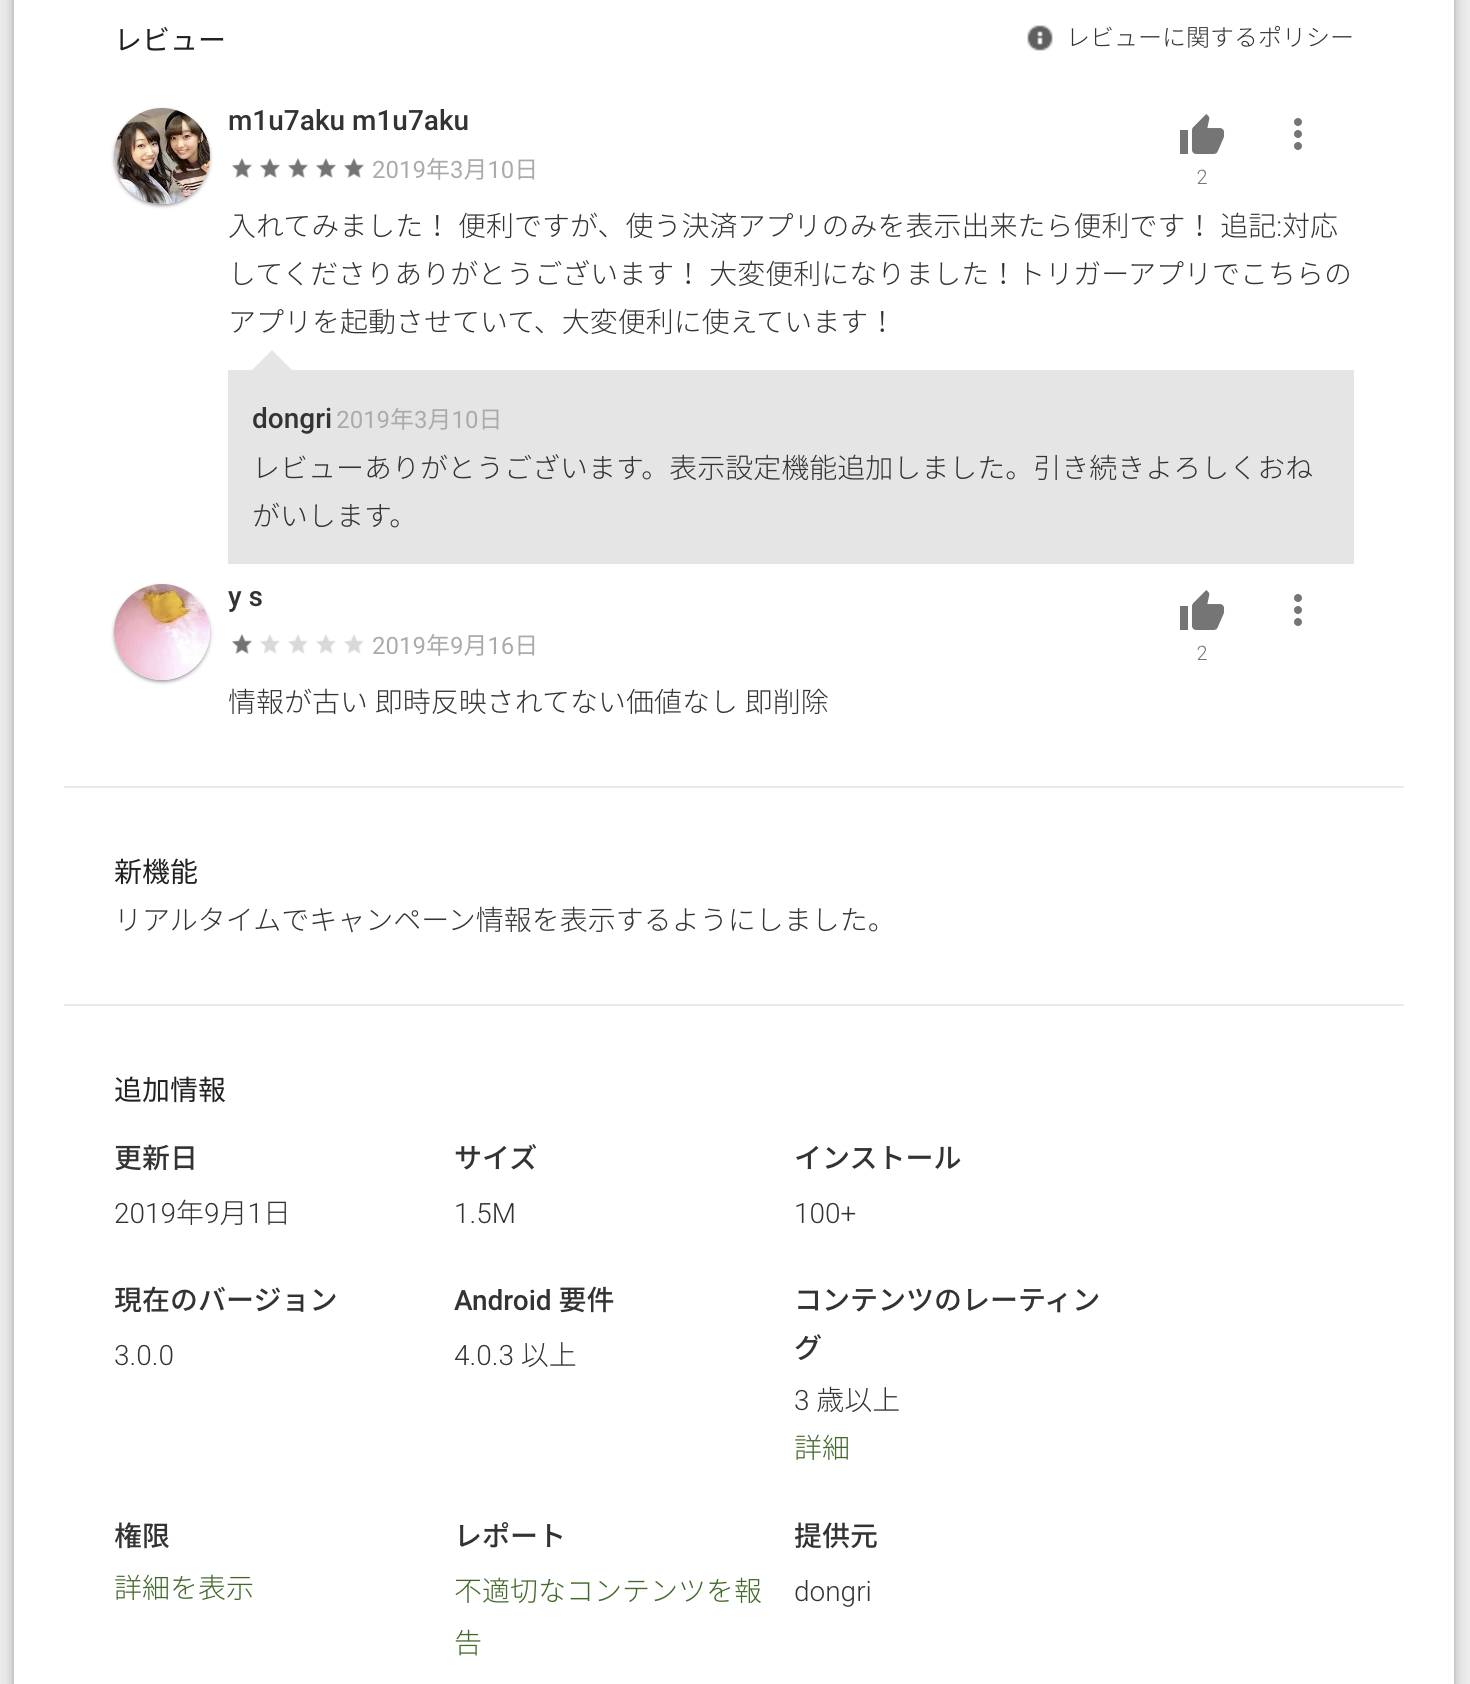 レビュー
レビューに関するポリシー
m1u7aku m1u7aku
2019年3月10日
2
入れてみました！ 便利ですが、使う決済アプリのみを表示出来たら便利です！ 追記:対応
してくださりありがとうございます！ 大変便利になりました！トリガーアプリでこちらの
アプリを起動させていて、大変便利に使えています！
dongri 2019年3月10日
レビューありがとうございます。表示設定機能追加しました。引き続きよろしくおね
がいします。
y s
2019年9月16日
2
情報が古い 即時反映されてない価値なし 即削除
新機能
リアルタイムでキャンペーン情報を表示するようにしました。
追加情報
更新日
2019年9月1日
サイズ
1.5M
インストール
100+
現在のバージョン
3.0.0
Android 要件
4.0.3 以上
コンテンツのレーティン
グ
3 歳以上
詳細
権限
詳細を表示
レポート
不適切なコンテンツを報
告
提供元
dongri